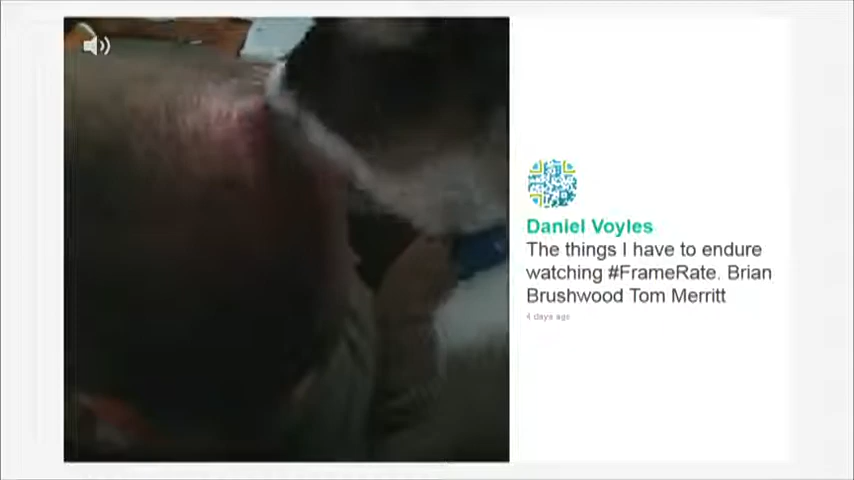 Daniel Voyles
The things I have to endure
watching #FrameRate. Brian
Brushwood Tom Merritt
4 days ago